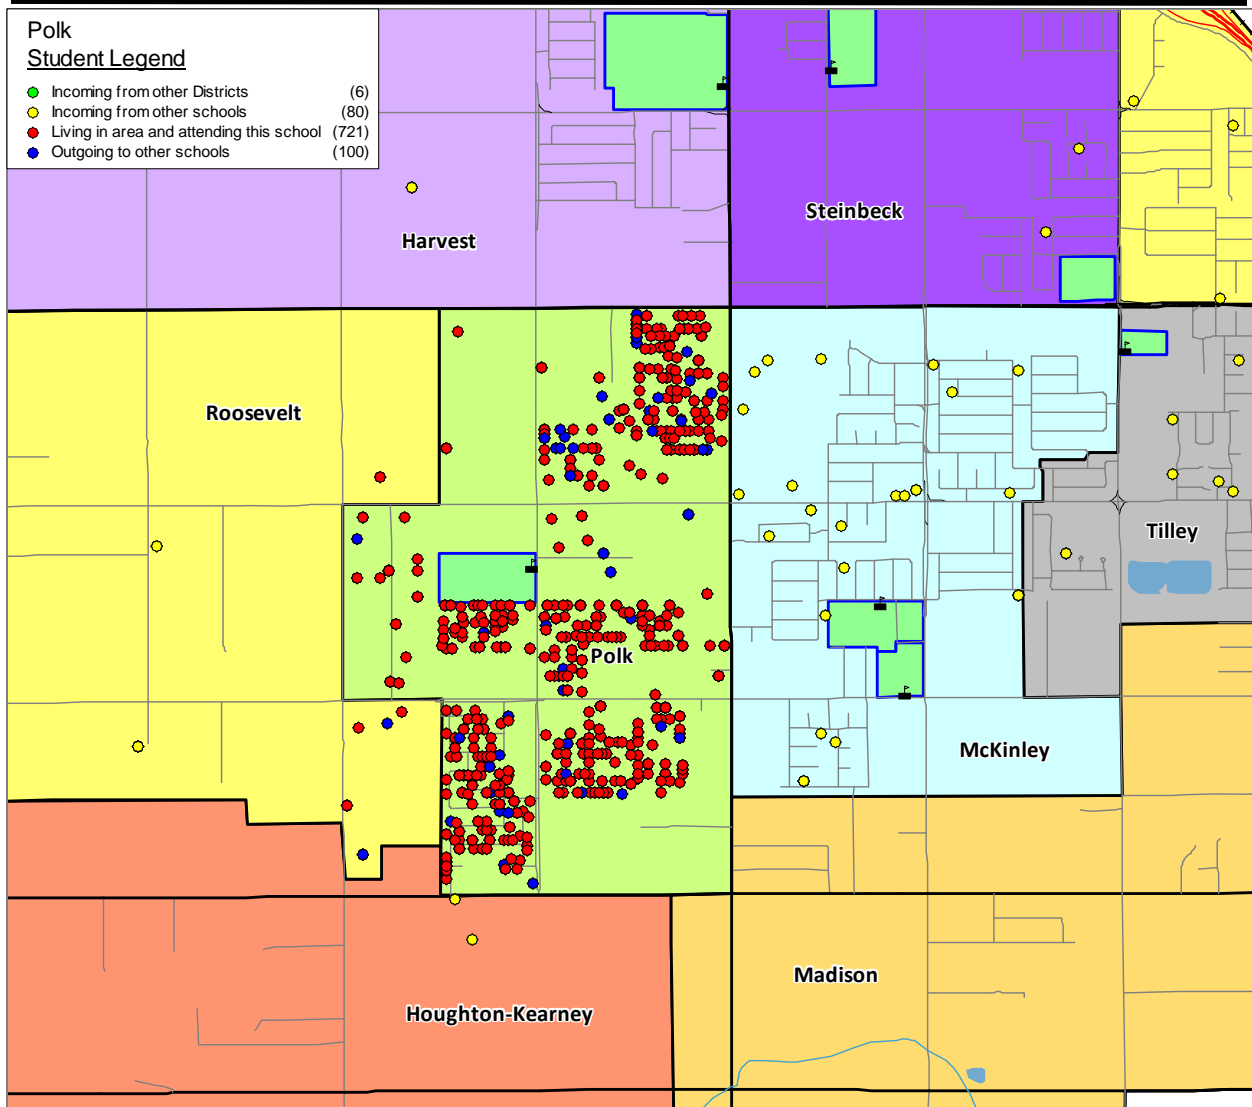 Polk
Student Legend
Incoming from other Districts (6)
Incoming from other schools (80)
Living in area and attending this school (721)
Outgoing to other schools (100)
Steinbeck
Harvest
Roosevelt
Tilley
Polk
McKinley
Madison
Houghton-Kearney